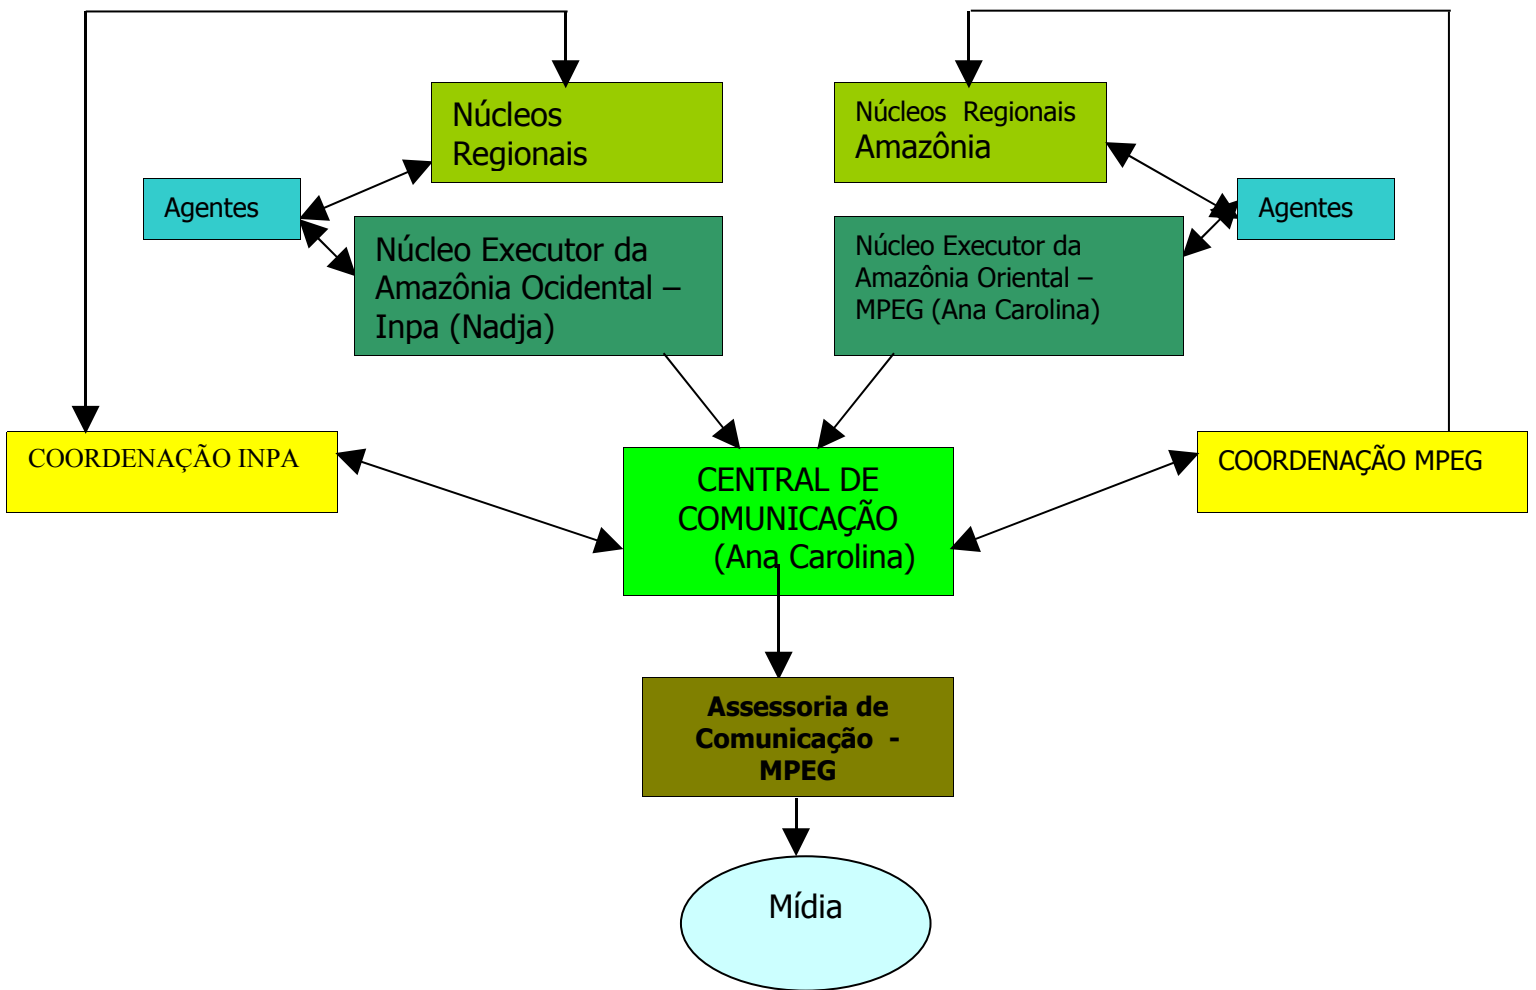 Núcleos
Regionais
Núcleos Regionais
Amazônia
Agentes
Agentes
Núcleo Executor da
Amazônia Ocidental –
Inpa (Nadja)
Núcleo Executor da
Amazônia Oriental –
MPEG (Ana Carolina)
COORDENAÇÃO INPA
CENTRAL DE
COMUNICAÇÃO
(Ana Carolina)
COORDENAÇÃO MPEG
Assessoria de
Comunicação -
MPEG
Mídia